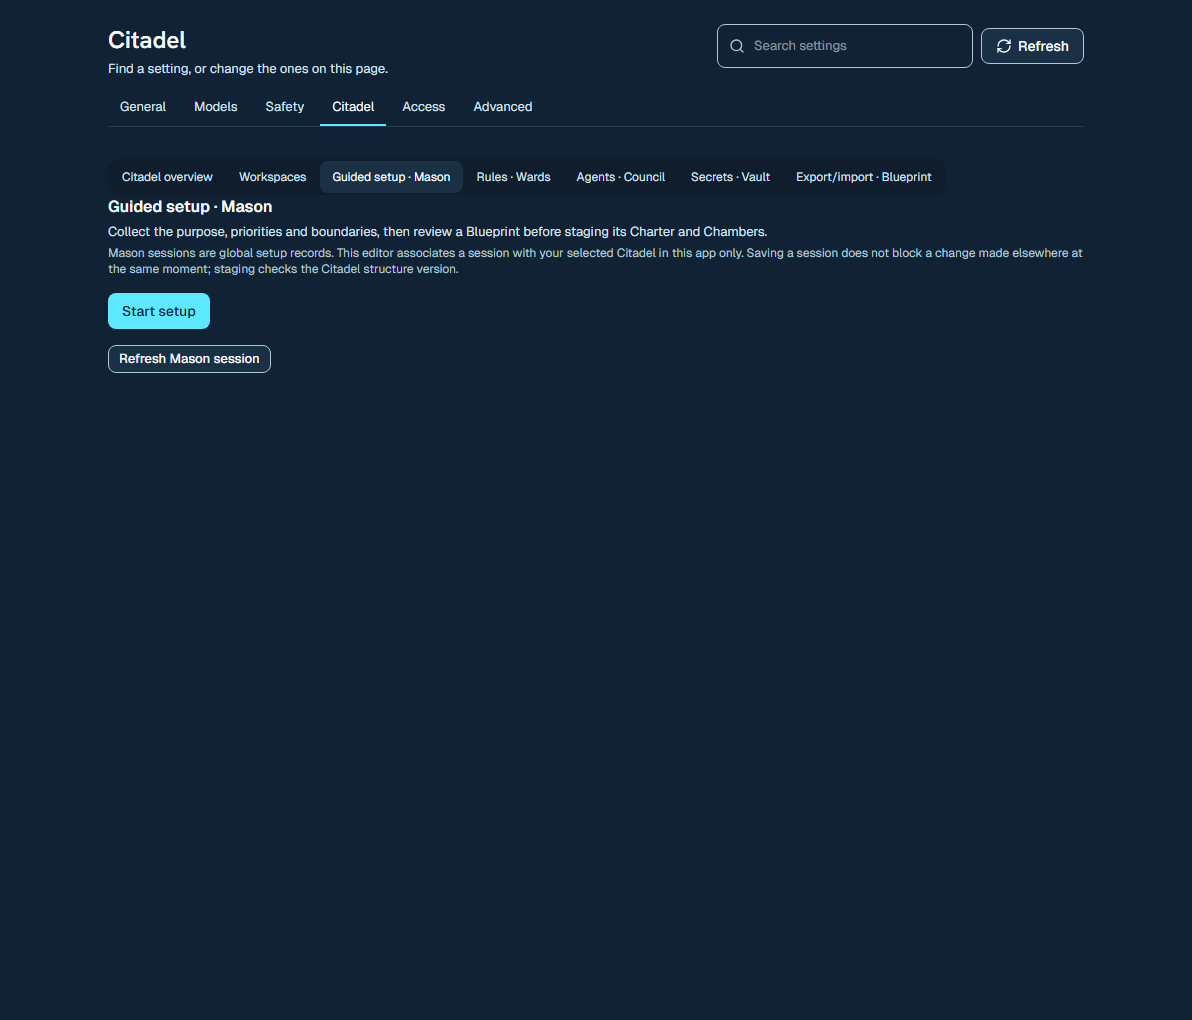 Citadel
Find a setting, or change the ones on this page.
Search settings
Refresh
General
Models
Safety
Citadel
Access
Advanced
Citadel overview
Workspaces
Guided setup · Mason
Rules · Wards
Agents · Council
Secrets · Vault
Export/import · Blueprint
Guided setup · Mason
Collect the purpose, priorities and boundaries, then review a Blueprint before staging its Charter and Chambers.
Mason sessions are global setup records. This editor associates a session with your selected Citadel in this app only. Saving a session does not block a change made elsewhere at
the same moment; staging checks the Citadel structure version.
Start setup
Refresh Mason session